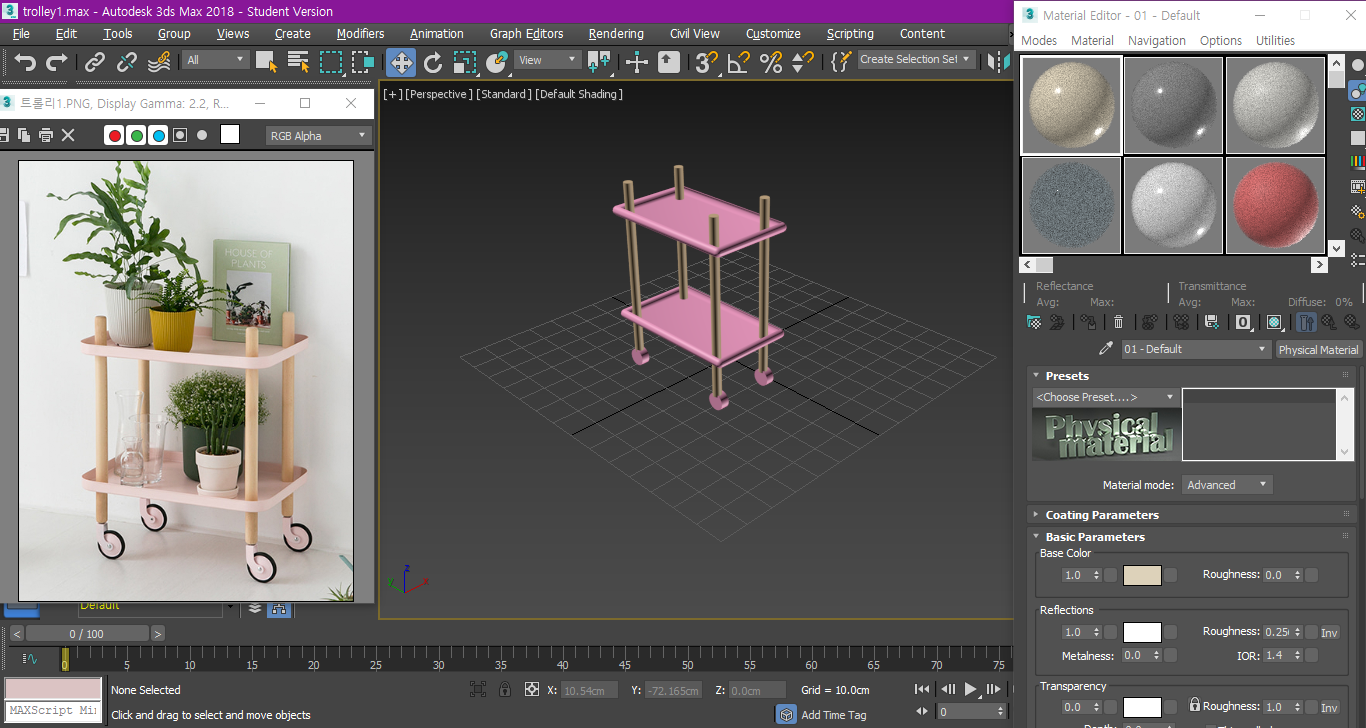 trolley1.max - Autodesk 3ds Max 2018 - Student Version
File Edit Tools Group Views Create Modifiers Animation Graph Editors Rendering Civil View Customize Scripting Content
All View Create Selection Set
트롤리1.PNG, Display Gamma: 2.2, R...
RGB Alpha
HOUSE OF
PLANTS
[+] [Perspective] [Standard] [Default Shading]
z
x
y
Default
0 / 100
0 5 10 15 20 25 30 35 40 45 50 55 60 65 70 75
MAXScript Mi
None Selected
Click and drag to select and move objects
X: 10.54cm Y: -72.165cm Z: 0.0cm Grid = 10.0cm
Add Time Tag
0
Material Editor - 01 - Default
Modes Material Navigation Options Utilities
Reflectance
Avg: Max:
Transmittance
Avg: Max: Diffuse: 0%
0
01 - Default Physical Material
Presets
<Choose Preset....>
Physical
material
Material mode: Advanced
Coating Parameters
Basic Parameters
Base Color
1.0 Roughness: 0.0
Reflections
1.0 Roughness: 0.25 Inv
Metalness: 0.0 IOR: 1.4
Transparency
0.0 Roughness: 1.0 Inv
Depth: